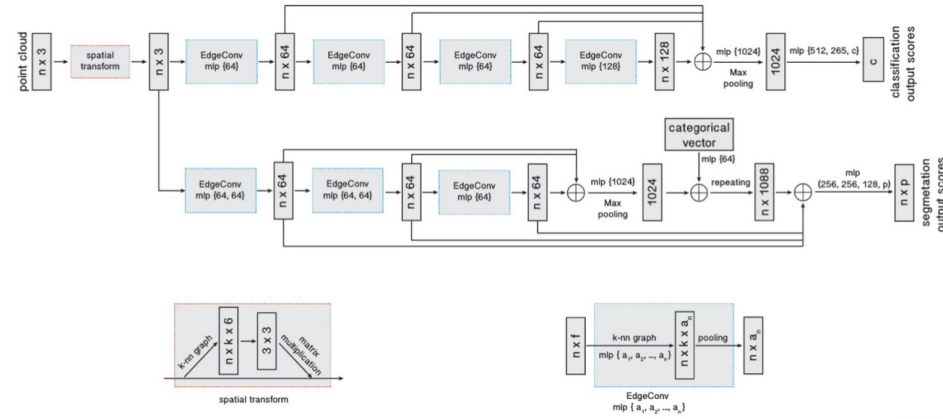 point cloud
n x 3
spatial
transform
n x 3
EdgeConv
mlp {64}
n x 64
EdgeConv
mlp {64}
n x 64
EdgeConv
mlp {64}
n x 64
EdgeConv
mlp {128}
n x 128
mlp {1024}
Max
pooling
1024
mlp {512, 265, c}
c
classification
output scores
EdgeConv
mlp {64, 64}
n x 64
EdgeConv
mlp {64, 64}
n x 64
EdgeConv
mlp {64}
n x 64
mlp {1024}
Max
pooling
1024
categorical
vector
mlp {64}
repeating
n x 1088
mlp
{256, 256, 128, p}
n x p
segmetation
output scores
k-nn graph
n x k x 6
3 x 3
matrix
multiplication
spatial transform
n x f
k-nn graph
mlp { a₁, a₂, ..., aₙ}
n x k x aₙ
pooling
n x aₙ
EdgeConv
mlp { a₁, a₂, ..., aₙ}